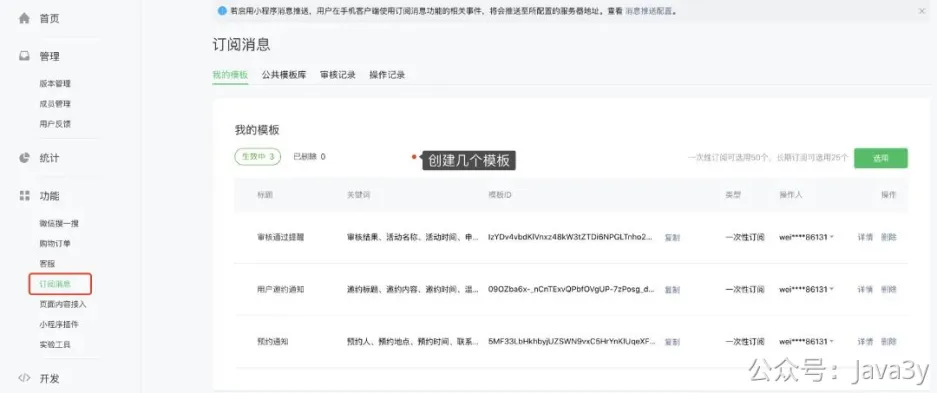 若启用小程序消息推送，用户在手机客户端使用订阅消息功能的相关事件，将会推送至所配置的服务器地址。查看 消息推送配置。
首页
管理
版本管理
成员管理
用户反馈
统计
功能
微信搜一搜
购物订单
客服
订阅消息
页面内容接入
小程序插件
实验工具
开发
订阅消息
我的模板 公共模板库 审核记录 操作记录
我的模板
生效中 3 已删除 0
创建几个模板
一次性订阅可选用50个，长期订阅可选用25个 选用
标题 关键词 模板ID 类型 操作人 操作
审核通过提醒 审核结果、活动名称、活动时间、申... 复制 一次性订阅 wei****86131 详情 删除
用户邀约通知 邀约标题、邀约内容、邀约时间、温... 复制 一次性订阅 wei****86131 详情 删除
预约通知 预约人、预约地点、预约时间、联系... 复制 一次性订阅 wei****86131 详情 删除
公众号：Java3y